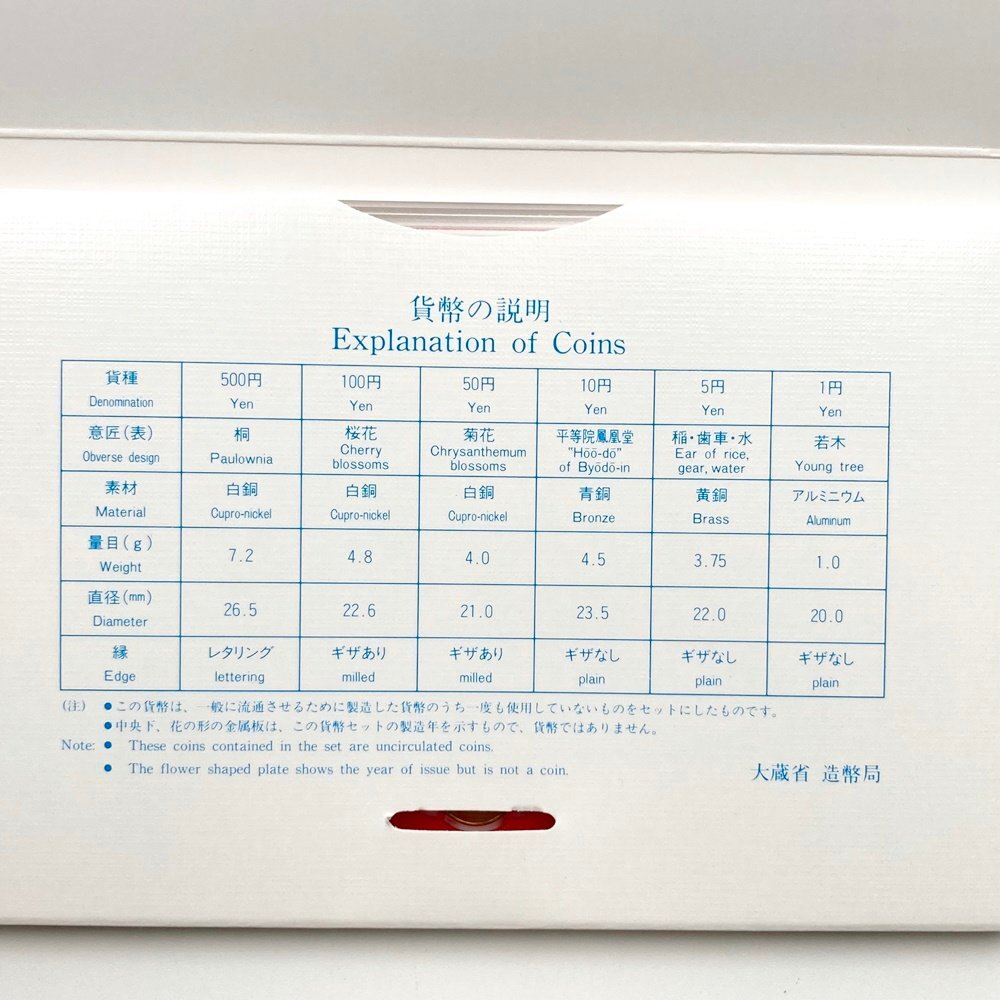 貨幣の説明
Explanation of Coins
貨種 500円 100円 50円 10円 5円 1円
Denomination Yen Yen Yen Yen Yen Yen
意匠(表) 桐 桜花 菊花 平等院鳳凰堂 稲・歯車・水 若木
Obverse design Paulownia Cherry blossoms Chrysanthemum blossoms "Hōō-dō" of Byōdō-in Ear of rice, gear, water Young tree
素材 白銅 白銅 白銅 青銅 黄銅 アルミニウム
Material Cupro-nickel Cupro-nickel Cupro-nickel Bronze Brass Aluminum
量目(g) 7.2 4.8 4.0 4.5 3.75 1.0
Weight
直径(mm) 26.5 22.6 21.0 23.5 22.0 20.0
Diameter
縁 レタリング ギザあり ギザあり ギザなし ギザなし ギザなし
Edge lettering milled milled plain plain plain
(注) ●この貨幣は、一般に流通させるために製造した貨幣のうち一度も使用していないものをセットにしたものです。
●中央下、花の形の金属板は、この貨幣セットの製造年を示すもので、貨幣ではありません。
Note: ● These coins contained in the set are uncirculated coins.
● The flower shaped plate shows the year of issue but is not a coin.
大蔵省 造幣局